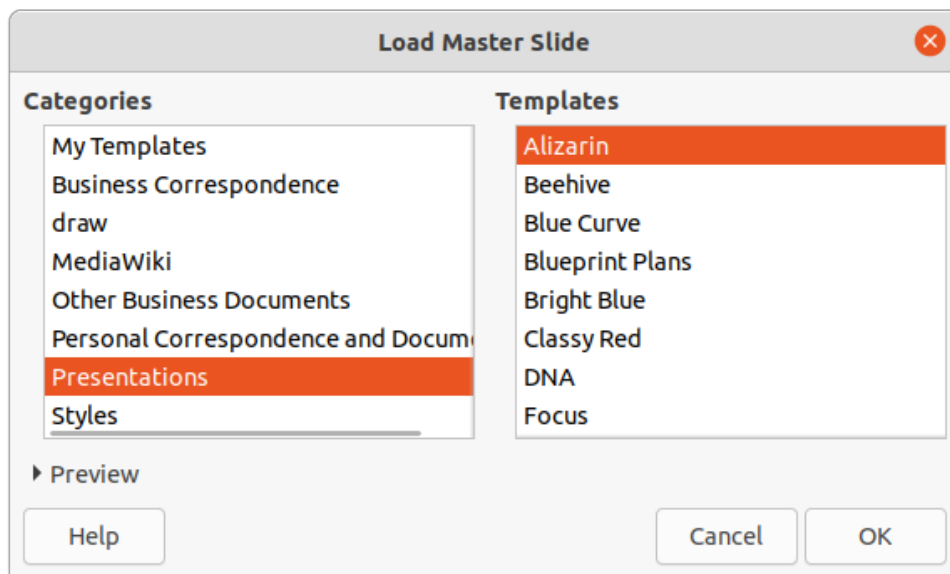 Load Master Slide
Categories
My Templates
Business Correspondence
draw
MediaWiki
Other Business Documents
Personal Correspondence and Docum
Presentations
Styles
Templates
Alizarin
Beehive
Blue Curve
Blueprint Plans
Bright Blue
Classy Red
DNA
Focus
Preview
Help
Cancel
OK